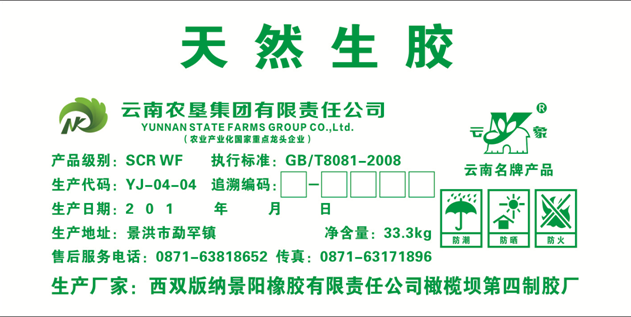 天然生胶
NK 云南农垦集团有限责任公司
YUNNAN STATE FARMS GROUP CO.,Ltd.
(农业产业化国家重点龙头企业)
云象®
云南名牌产品
产品级别：SCR WF 执行标准：GB/T8081-2008
生产代码：YJ-04-04 追溯编码：□-□□□□
生产日期：201 年 月 日
生产地址：景洪市勐罕镇 净含量：33.3kg
售后服务电话：0871-63818652 传真：0871-63171896
防潮 防晒 防火
生产厂家：西双版纳景阳橡胶有限责任公司橄榄坝第四制胶厂